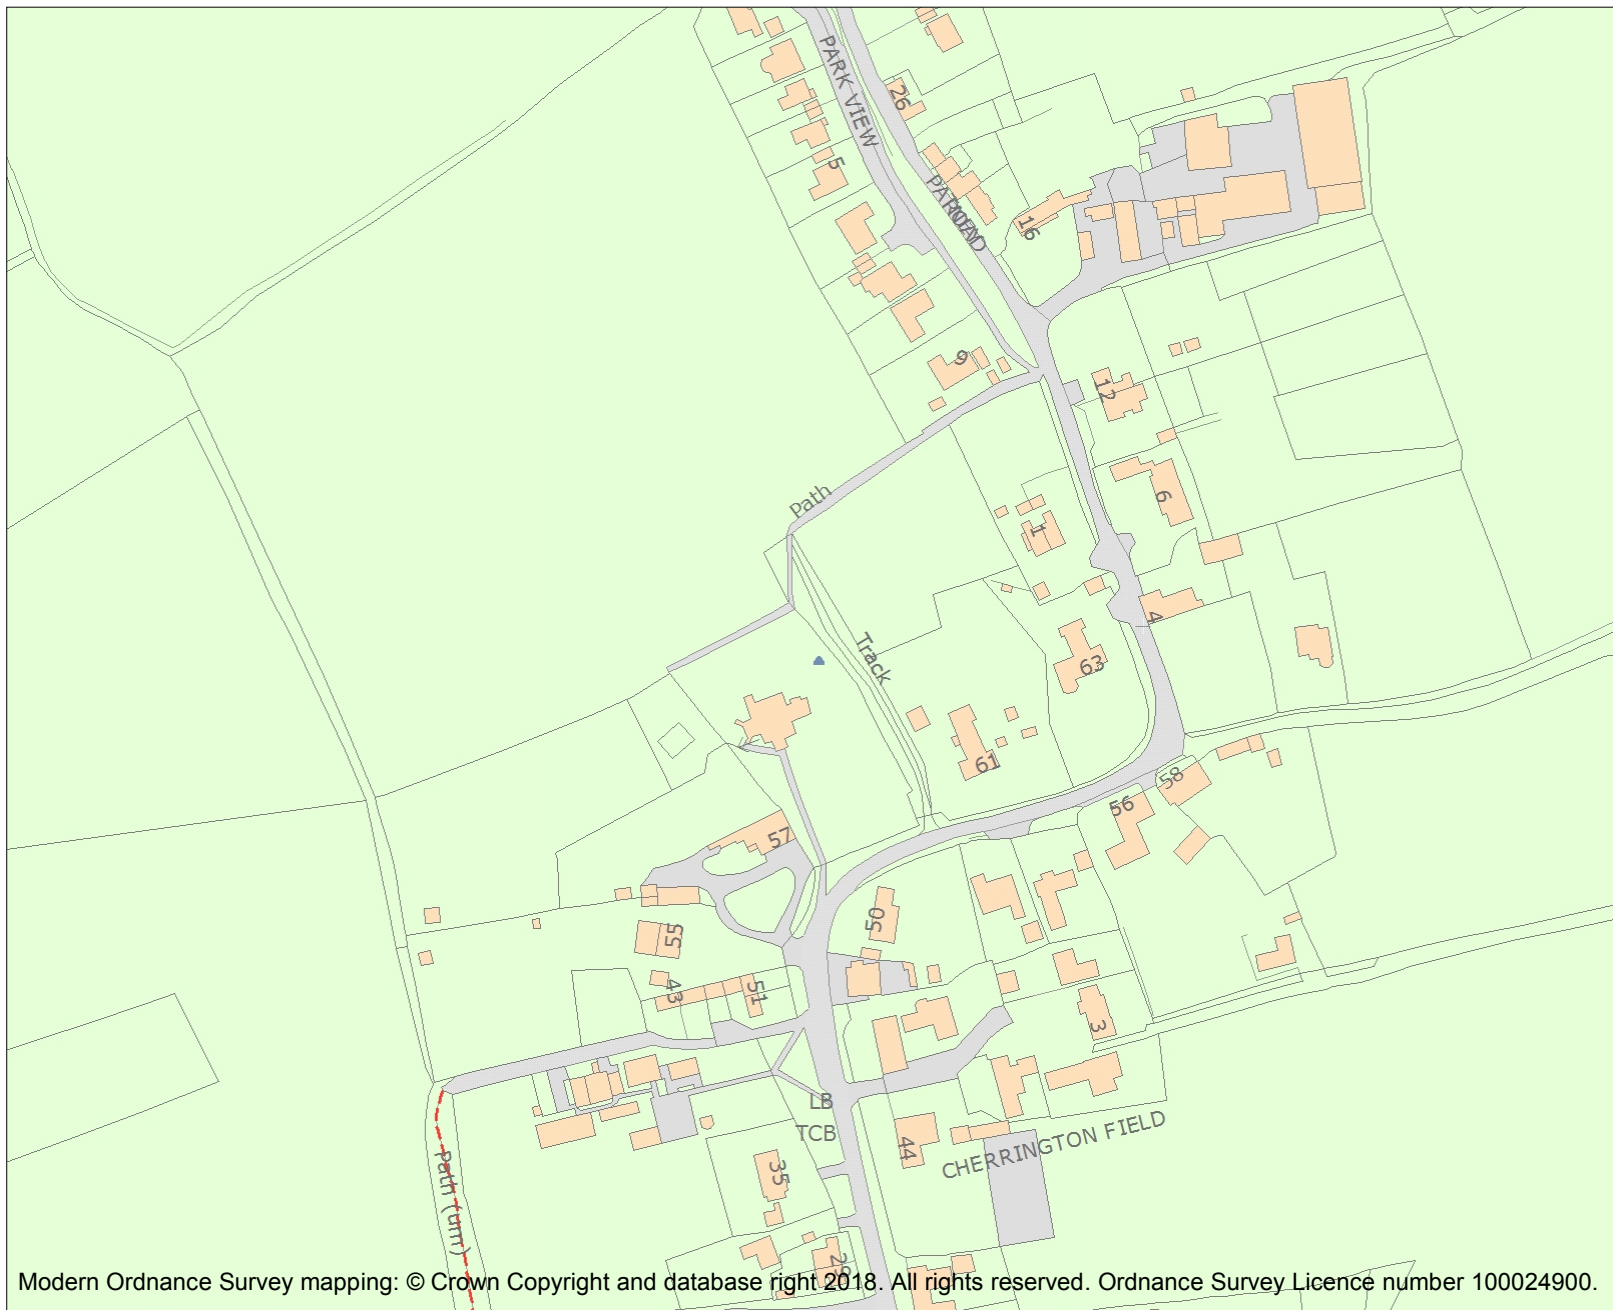 PARK VIEW
26
5
PARK
ROAD
16
9
12
6
Path
1
4
Track
63
61
58
56
57
50
55
43
51
3
LB
TCB
44
CHERRINGTON FIELD
35
Path (um)
Modern Ordnance Survey mapping: © Crown Copyright and database right 2018. All rights reserved. Ordnance Survey Licence number 100024900.